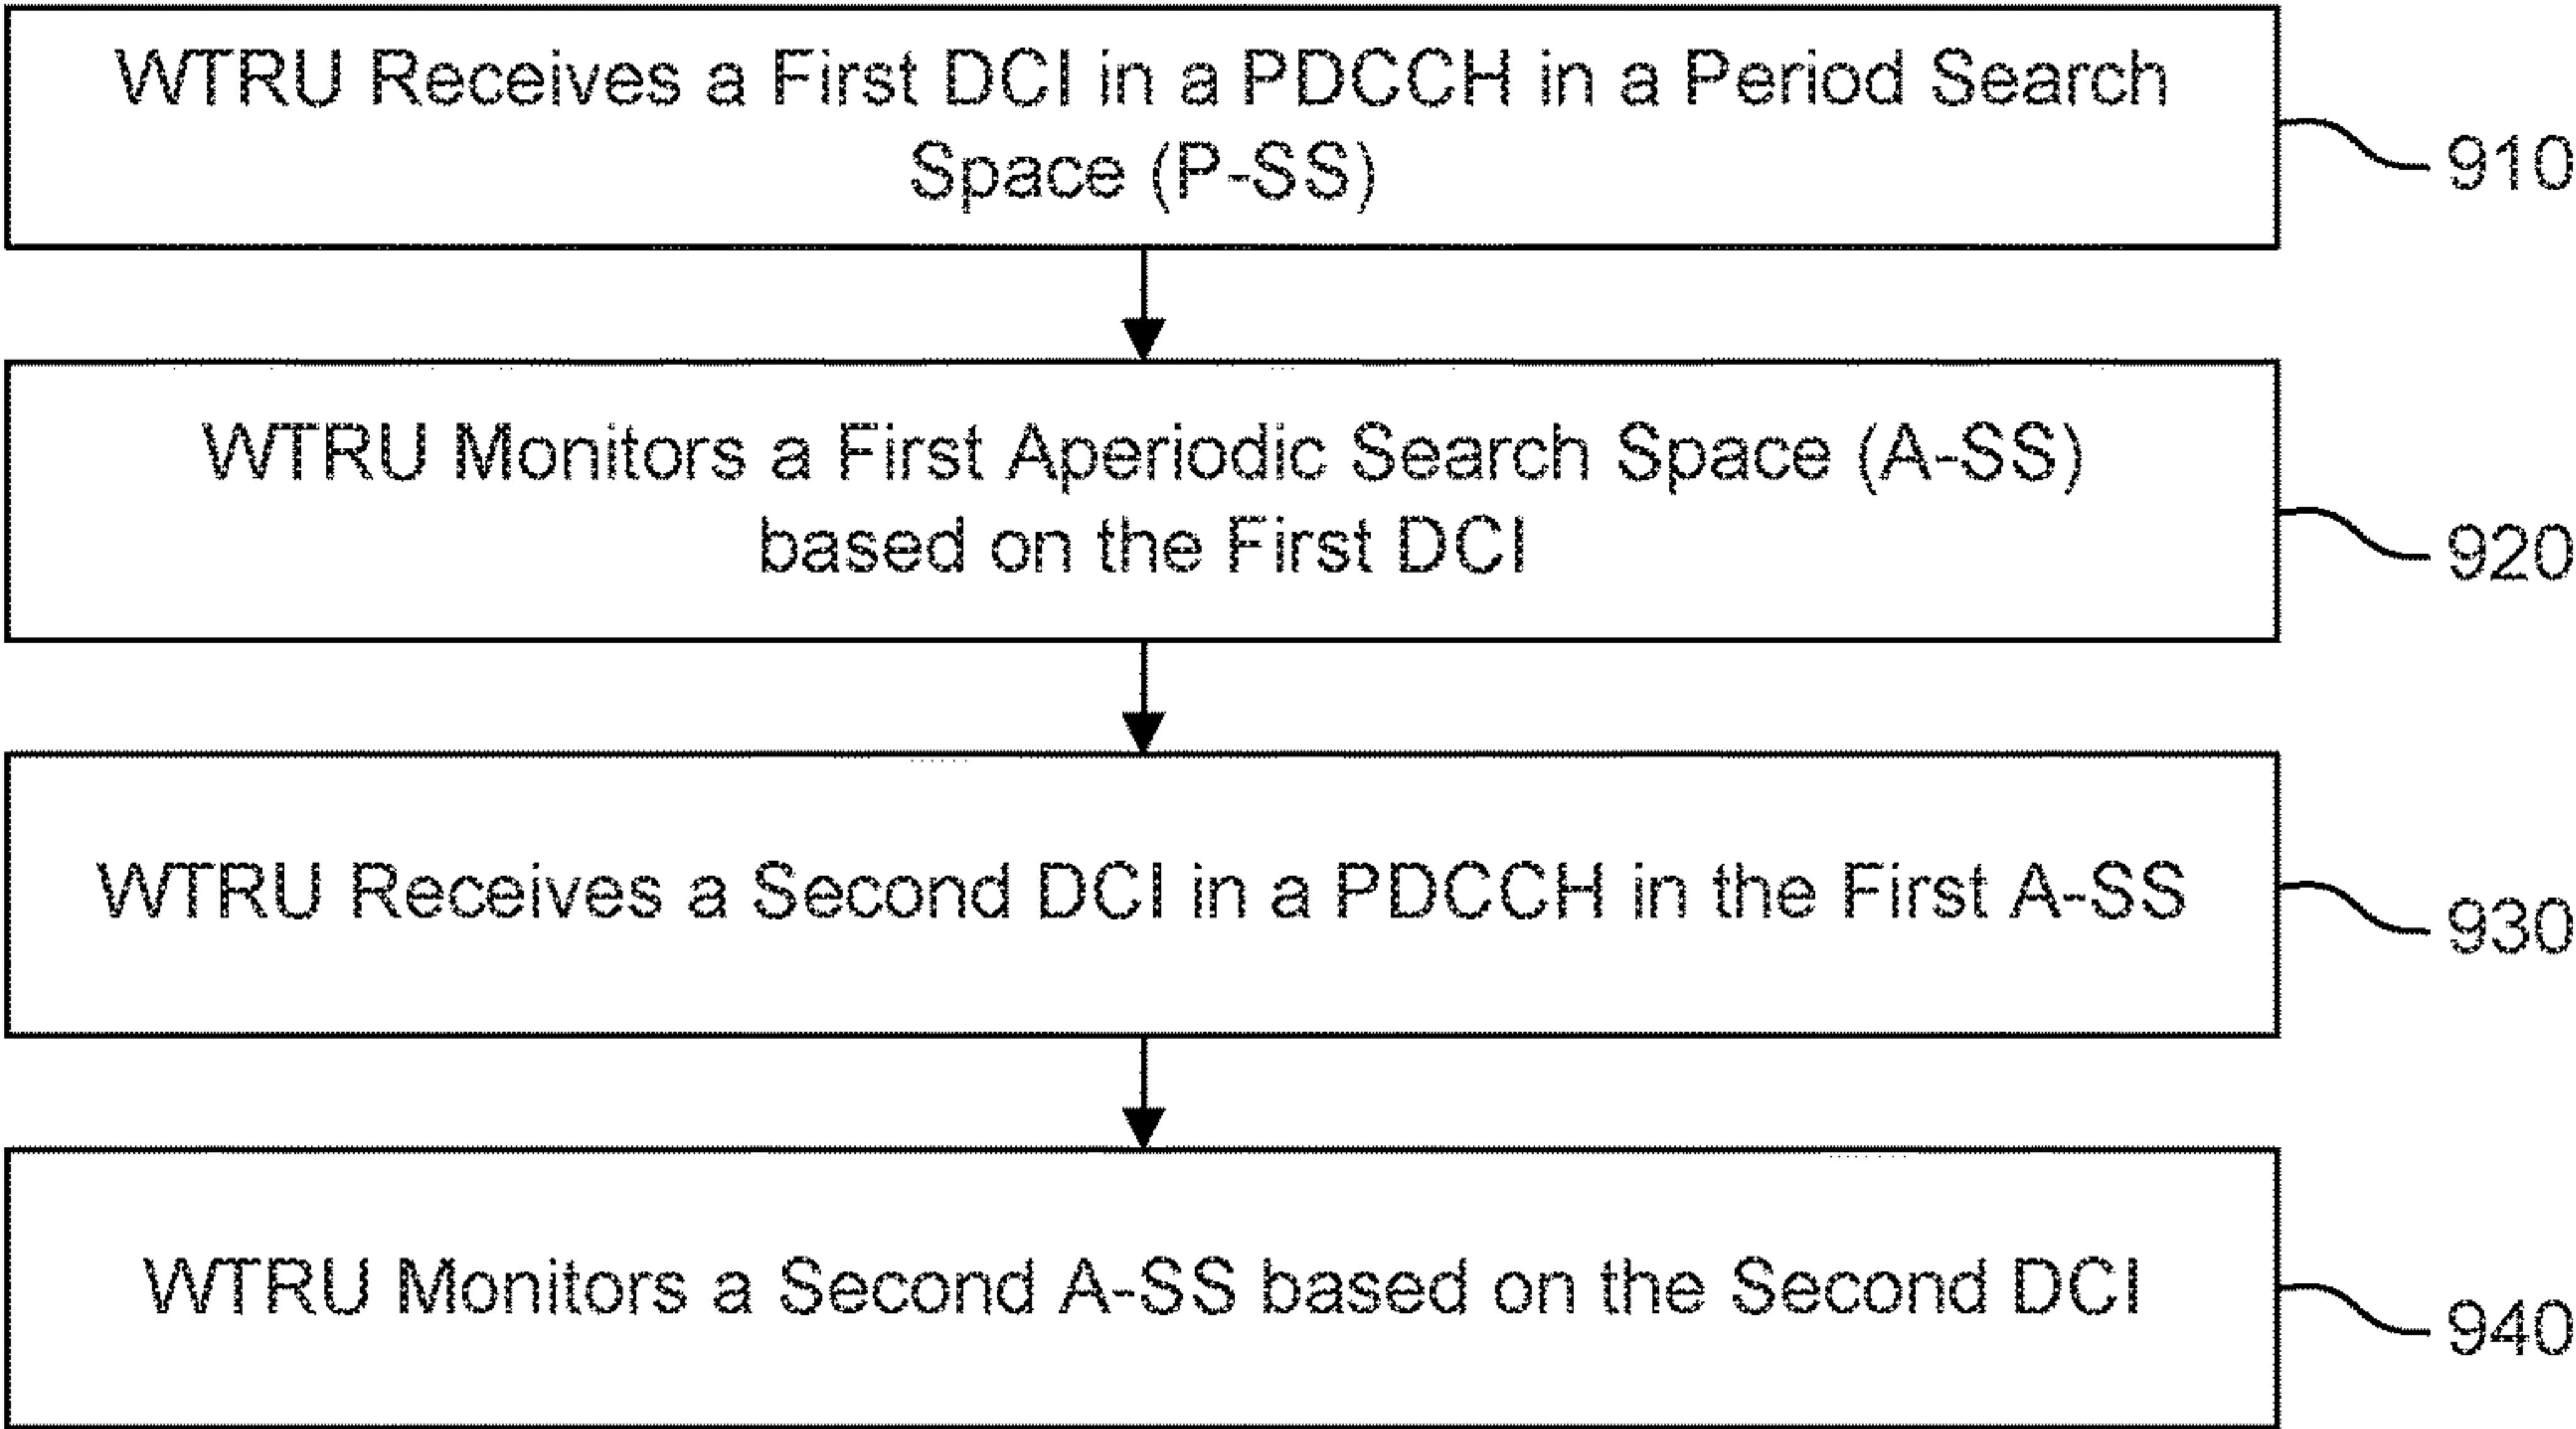 WTRU Receives a First DCI in a PDCCH in a Period Search
Space (P-SS)
910
WTRU Monitors a First Aperiodic Search Space (A-SS)
based on the First DCI
920
WTRU Receives a Second DCI in a PDCCH in the First A-SS
930
WTRU Monitors a Second A-SS based on the Second DCI
940